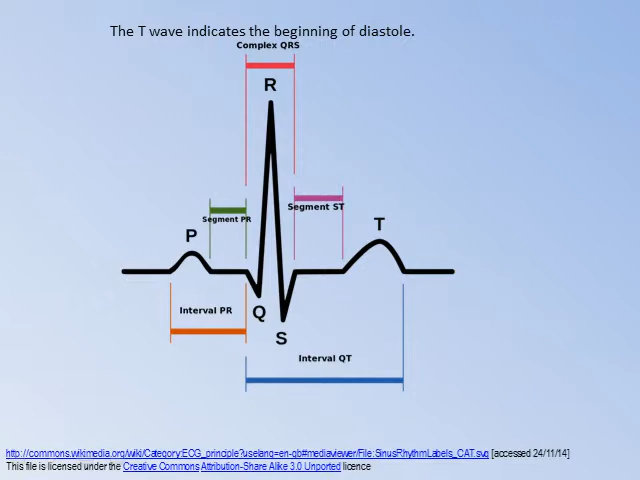 The T wave indicates the beginning of diastole.
Complex QRS
R
Segment ST
Segment PR
T
P
Interval PR
Q
S
Interval QT
http://commons.wikimedia.org/wiki/Category:ECG_principle?uselang=en-gb#mediaviewer/File:SinusRhythmLabels_CAT.svg [accessed 24/11/14]
This file is licensed under the Creative Commons Attribution-Share Alike 3.0 Unported licence